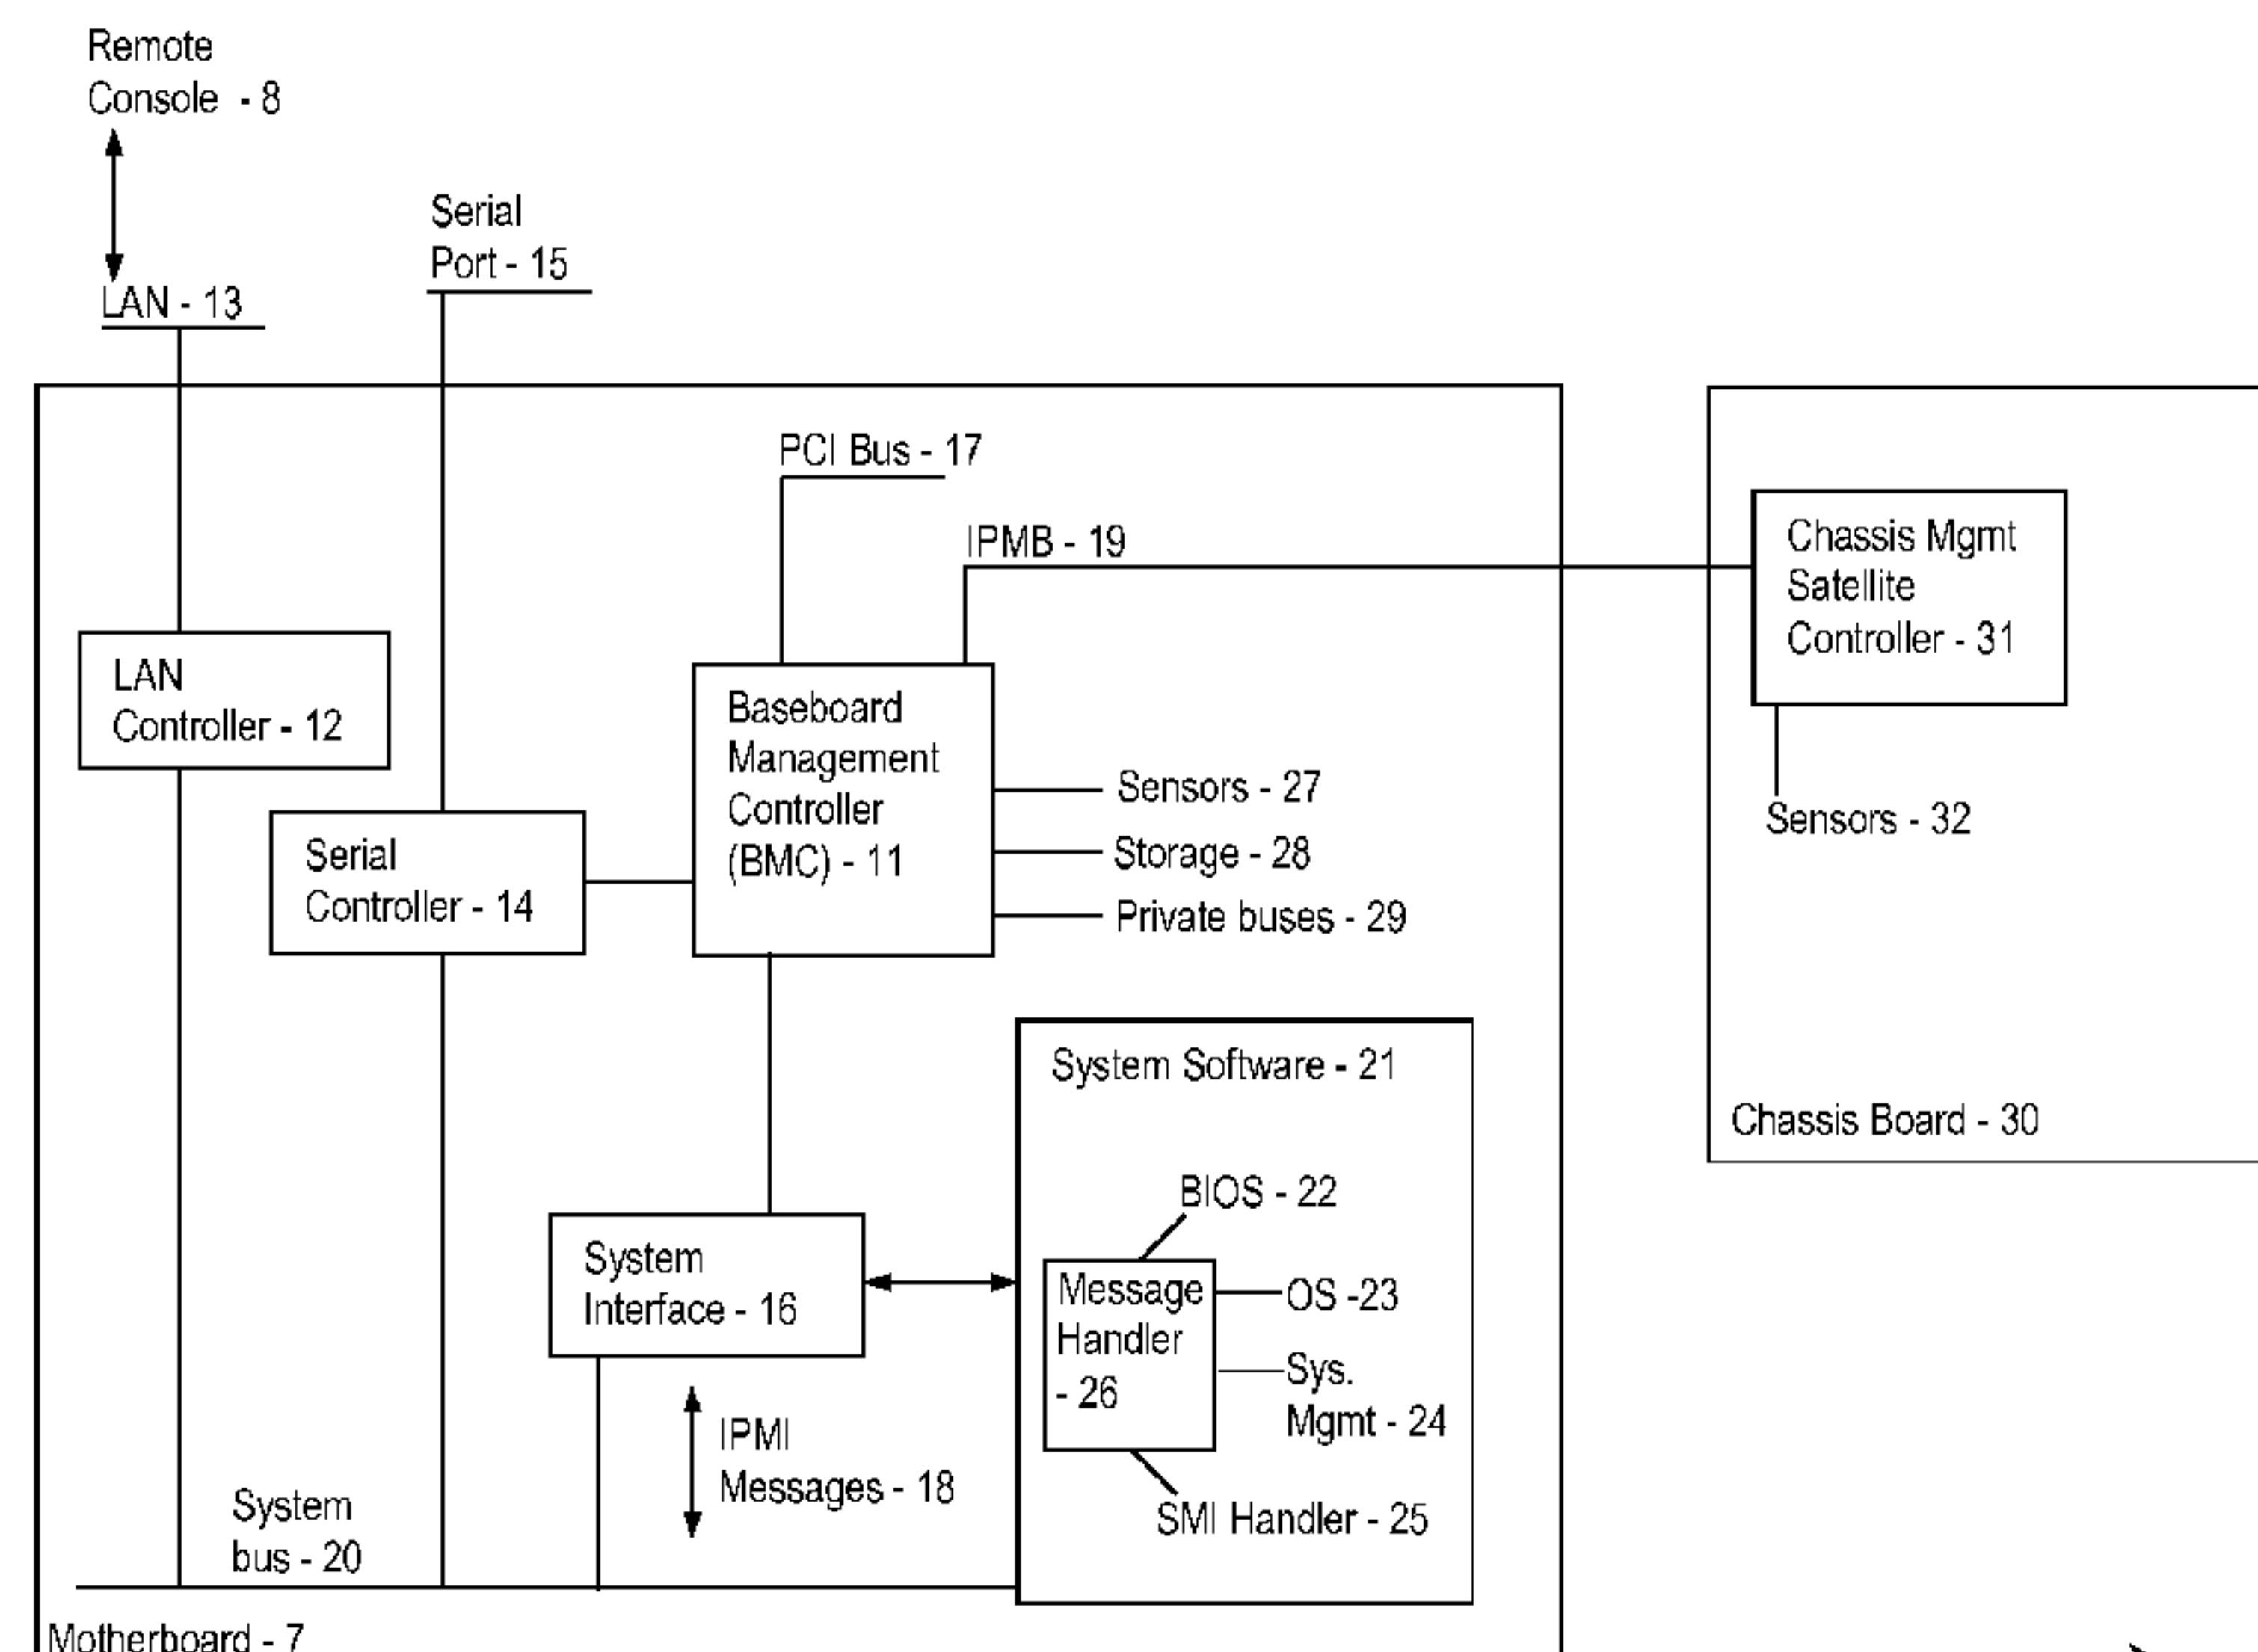 Remote
Console - 8
Serial
Port - 15
LAN - 13
PCI Bus - 17
IPMB - 19
Chassis Mgmt
Satellite
Controller - 31
LAN
Controller - 12
Baseboard
Management
Controller
(BMC) - 11
Sensors - 27
Storage - 28
Private buses - 29
Sensors - 32
Serial
Controller - 14
System Software - 21
Chassis Board - 30
BIOS - 22
System
Interface - 16
Message
Handler
- 26
OS -23
Sys.
Mgmt - 24
IPMI
Messages - 18
SMI Handler - 25
System
bus - 20
Motherboard - 7